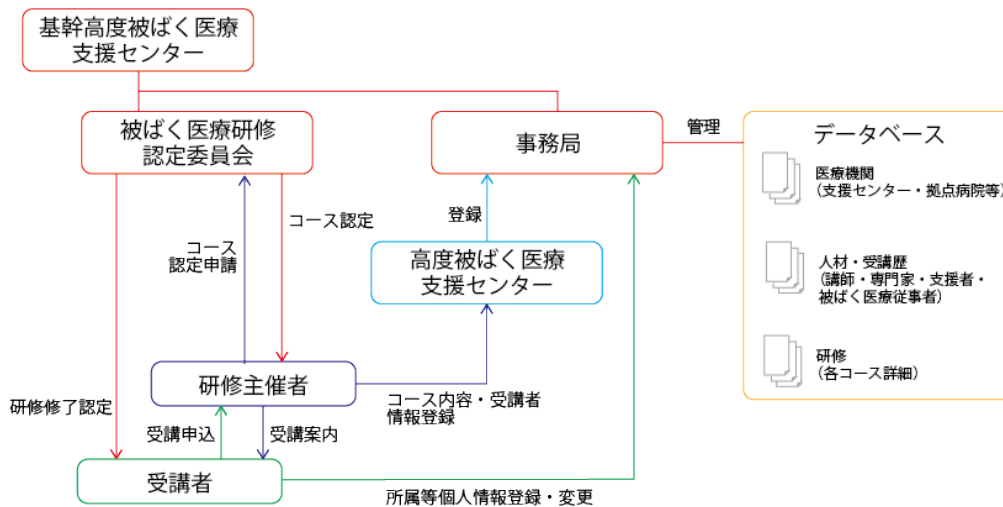 基幹高度被ばく医療
支援センター
被ばく医療研修
認定委員会
事務局
管理
データベース
医療機関
(支援センター・拠点病院等)
人材・受講歴
(講師・専門家・支援者・
被ばく医療従事者)
研修
(各コース詳細)
コース認定
登録
コース
認定申請
高度被ばく医療
支援センター
研修主催者
コース内容・受講者
情報登録
研修修了認定
受講申込
受講案内
受講者
所属等個人情報登録・変更